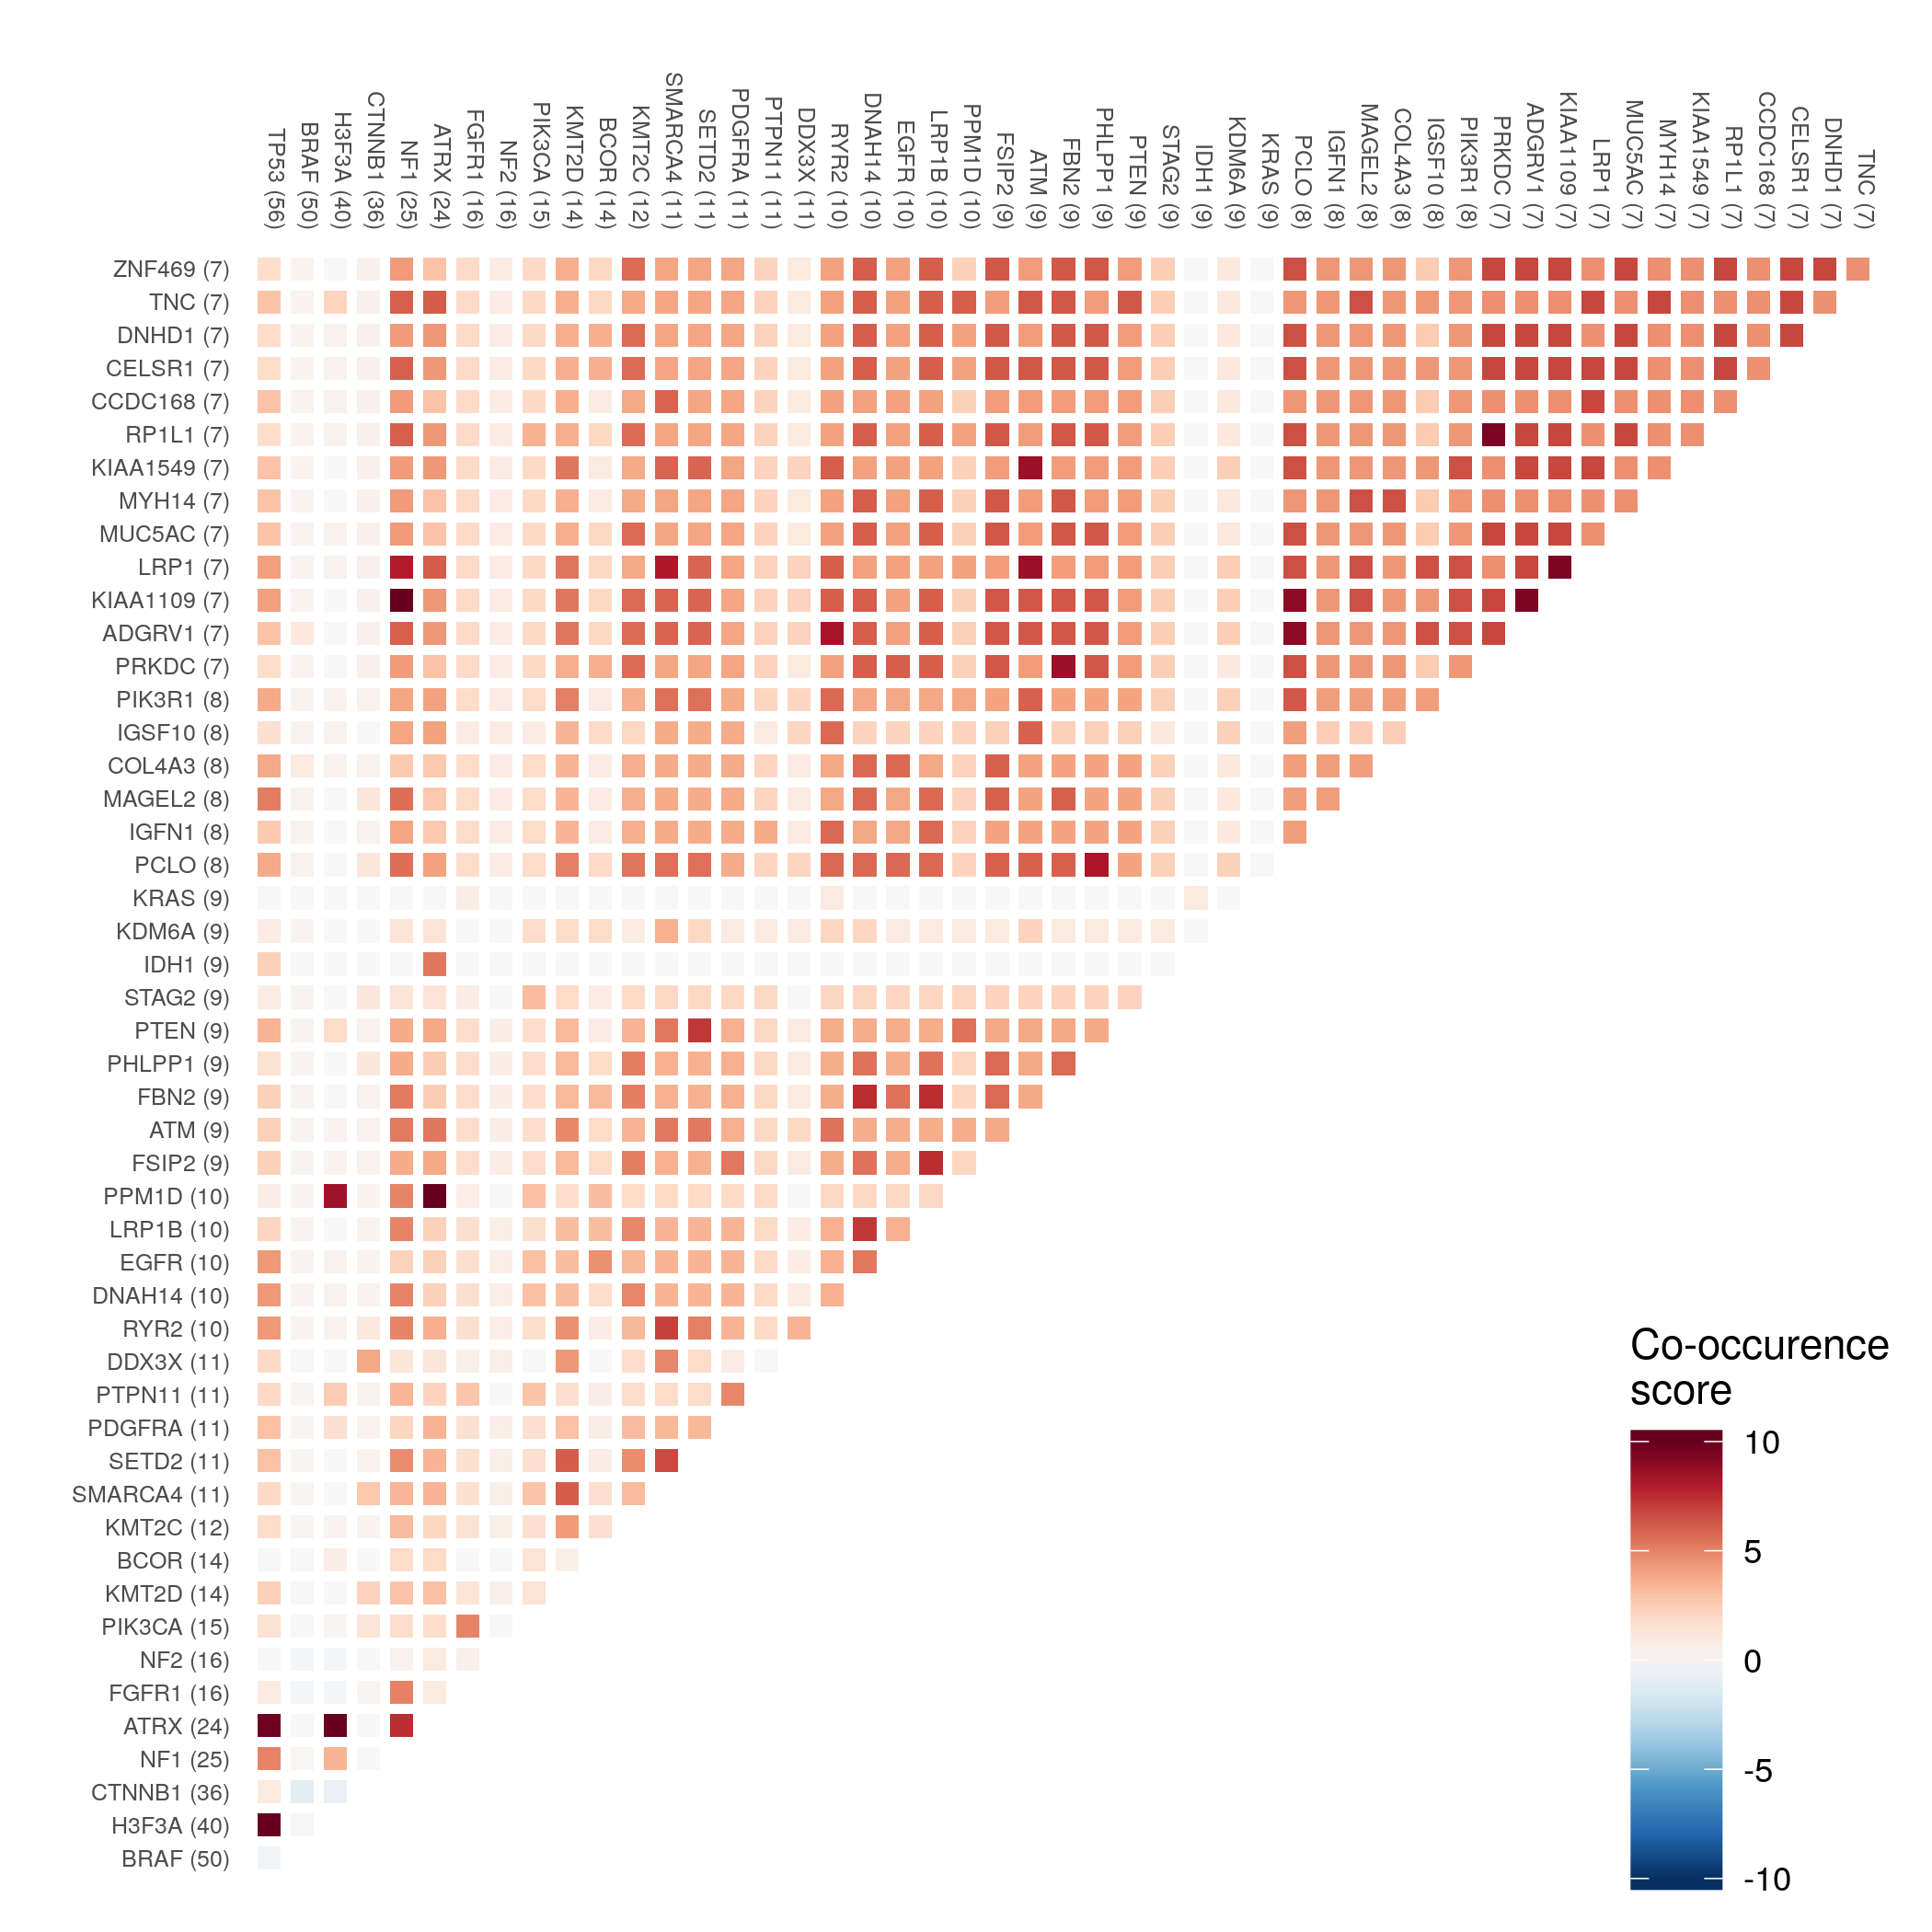 TP53 (56)
BRAF (50)
H3F3A (40)
CTNNB1 (36)
NF1 (25)
ATRX (24)
FGFR1 (16)
NF2 (16)
PIK3CA (15)
KMT2D (14)
BCOR (14)
KMT2C (12)
SMARCA4 (11)
SETD2 (11)
PDGFRA (11)
PTPN11 (11)
DDX3X (11)
RYR2 (10)
DNAH14 (10)
EGFR (10)
LRP1B (10)
PPM1D (10)
FSIP2 (9)
ATM (9)
FBN2 (9)
PHLPP1 (9)
PTEN (9)
STAG2 (9)
IDH1 (9)
KDM6A (9)
KRAS (9)
PCLO (8)
IGFN1 (8)
MAGEL2 (8)
COL4A3 (8)
IGSF10 (8)
PIK3R1 (8)
PRKDC (7)
ADGRV1 (7)
KIAA1109 (7)
LRP1 (7)
MUC5AC (7)
MYH14 (7)
KIAA1549 (7)
RP1L1 (7)
CCDC168 (7)
CELSR1 (7)
DNHD1 (7)
TNC (7)
ZNF469 (7)
TNC (7)
DNHD1 (7)
CELSR1 (7)
CCDC168 (7)
RP1L1 (7)
KIAA1549 (7)
MYH14 (7)
MUC5AC (7)
LRP1 (7)
KIAA1109 (7)
ADGRV1 (7)
PRKDC (7)
PIK3R1 (8)
IGSF10 (8)
COL4A3 (8)
MAGEL2 (8)
IGFN1 (8)
PCLO (8)
KRAS (9)
KDM6A (9)
IDH1 (9)
STAG2 (9)
PTEN (9)
PHLPP1 (9)
FBN2 (9)
ATM (9)
FSIP2 (9)
PPM1D (10)
LRP1B (10)
EGFR (10)
DNAH14 (10)
RYR2 (10)
DDX3X (11)
PTPN11 (11)
PDGFRA (11)
SETD2 (11)
SMARCA4 (11)
KMT2C (12)
BCOR (14)
KMT2D (14)
PIK3CA (15)
NF2 (16)
FGFR1 (16)
ATRX (24)
NF1 (25)
CTNNB1 (36)
H3F3A (40)
BRAF (50)
Co-occurence
score
10
5
0
-5
-10